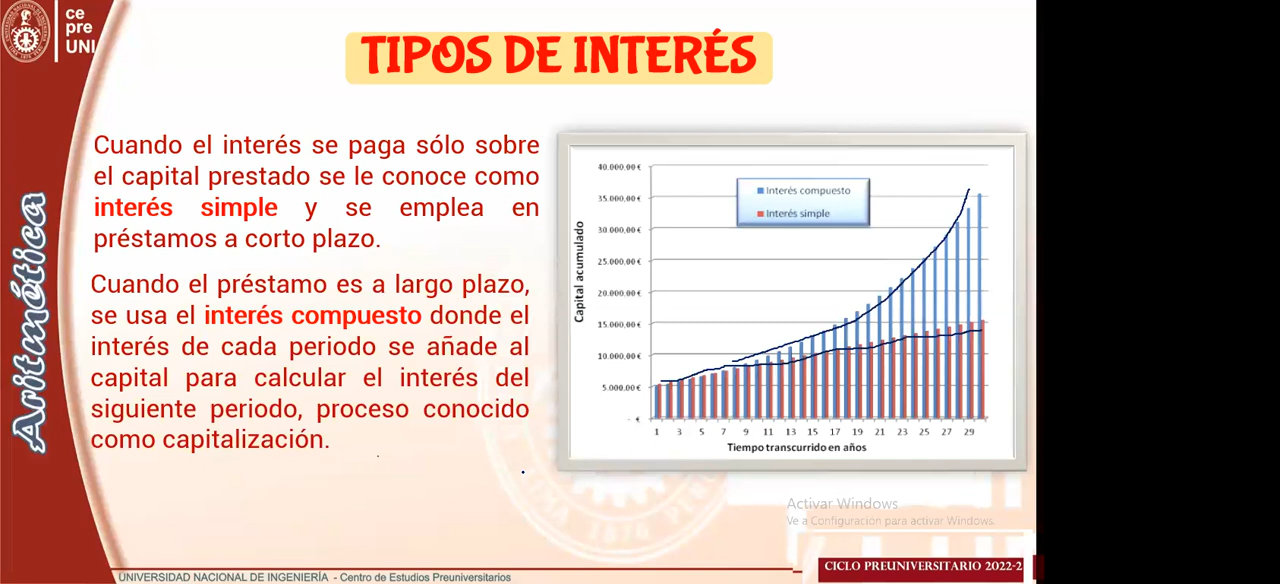 ce
pre
UNI
TIPOS DE INTERÉS
Aritmética
Cuando el interés se paga sólo sobre
el capital prestado se le conoce como
interés simple y se emplea en
préstamos a corto plazo.
Cuando el préstamo es a largo plazo,
se usa el interés compuesto donde el
interés de cada periodo se añade al
capital para calcular el interés del
siguiente periodo, proceso conocido
como capitalización.
Capital acumulado
40.000.00 €
35.000.00 €
30.000.00 €
25.000.00 €
20.000.00 €
15.000.00 €
10.000.00 €
5.000.00 €
- €
Interés compuesto
Interés simple
1 3 5 7 9 11 13 15 17 19 21 23 25 27 29
Tiempo transcurrido en años
1876
Activar Windows
Ve a Configuración para activar Windows.
CICLO PREUNIVERSITARIO 2022-2
UNIVERSIDAD NACIONAL DE INGENIERÍA - Centro de Estudios Preuniversitarios